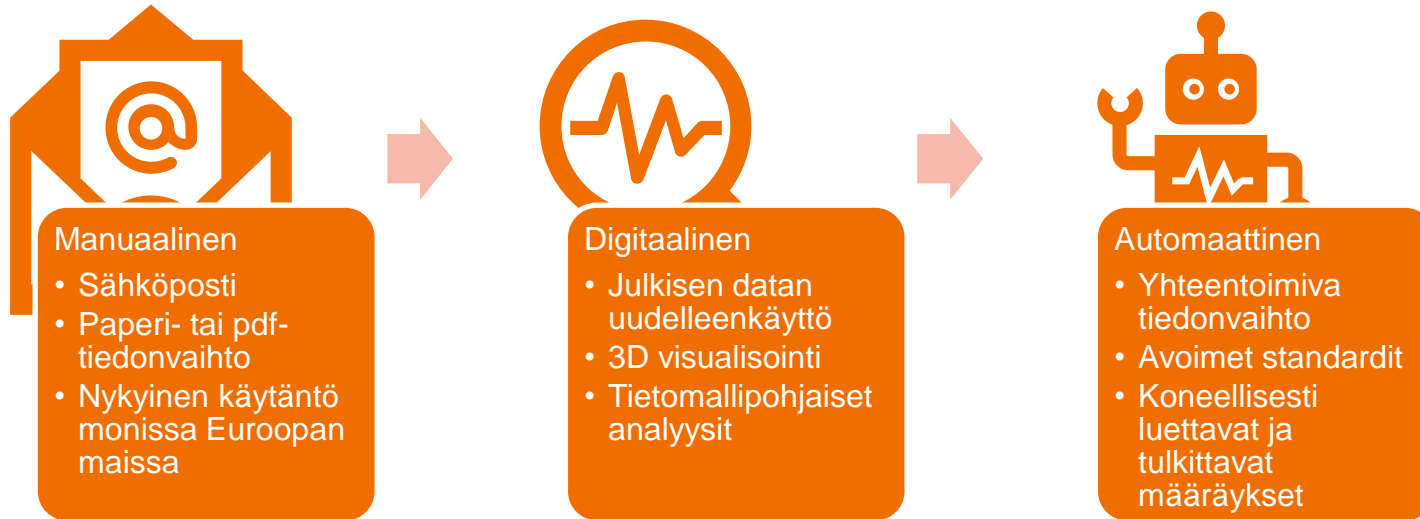 @
Manuaalinen
• Sähköposti
• Paperi- tai pdf-
tiedonvaihto
• Nykyinen käytäntö
monissa Euroopan
maissa
Digitaalinen
• Julkisen datan
uudelleenkäyttö
• 3D visualisointi
• Tietomallipohjaiset
analyysit
Automaattinen
• Yhteentoimiva
tiedonvaihto
• Avoimet standardit
• Koneellisesti
luettavat ja
tulkittavat
määräykset